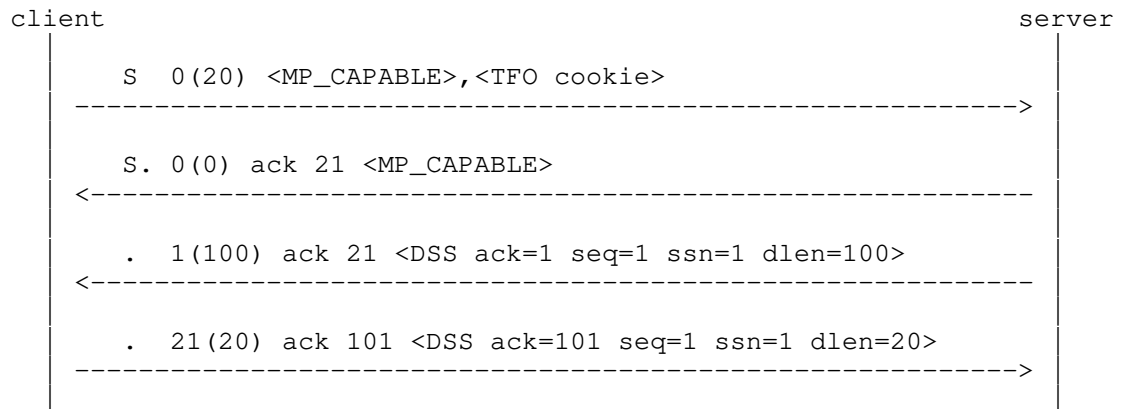 client server
S 0(20) <MP_CAPABLE>,<TFO cookie>
S. 0(0) ack 21 <MP_CAPABLE>
. 1(100) ack 21 <DSS ack=1 seq=1 ssn=1 dlen=100>
. 21(20) ack 101 <DSS ack=101 seq=1 ssn=1 dlen=20>